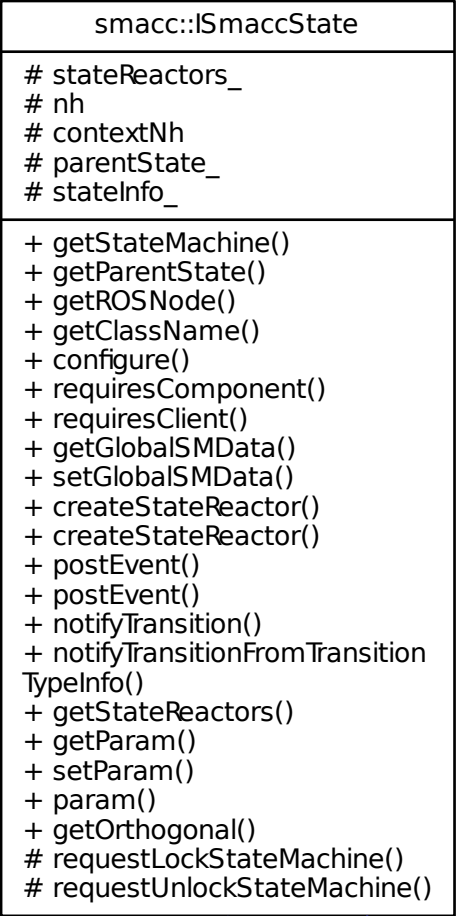 smacc::ISmaccState
# stateReactors_
# nh
# contextNh
# parentState_
# stateInfo_
+ getStateMachine()
+ getParentState()
+ getROSNode()
+ getClassName()
+ configure()
+ requiresComponent()
+ requiresClient()
+ getGlobalSMData()
+ setGlobalSMData()
+ createStateReactor()
+ createStateReactor()
+ postEvent()
+ postEvent()
+ notifyTransition()
+ notifyTransitionFromTransition
TypeInfo()
+ getStateReactors()
+ getParam()
+ setParam()
+ param()
+ getOrthogonal()
# requestLockStateMachine()
# requestUnlockStateMachine()